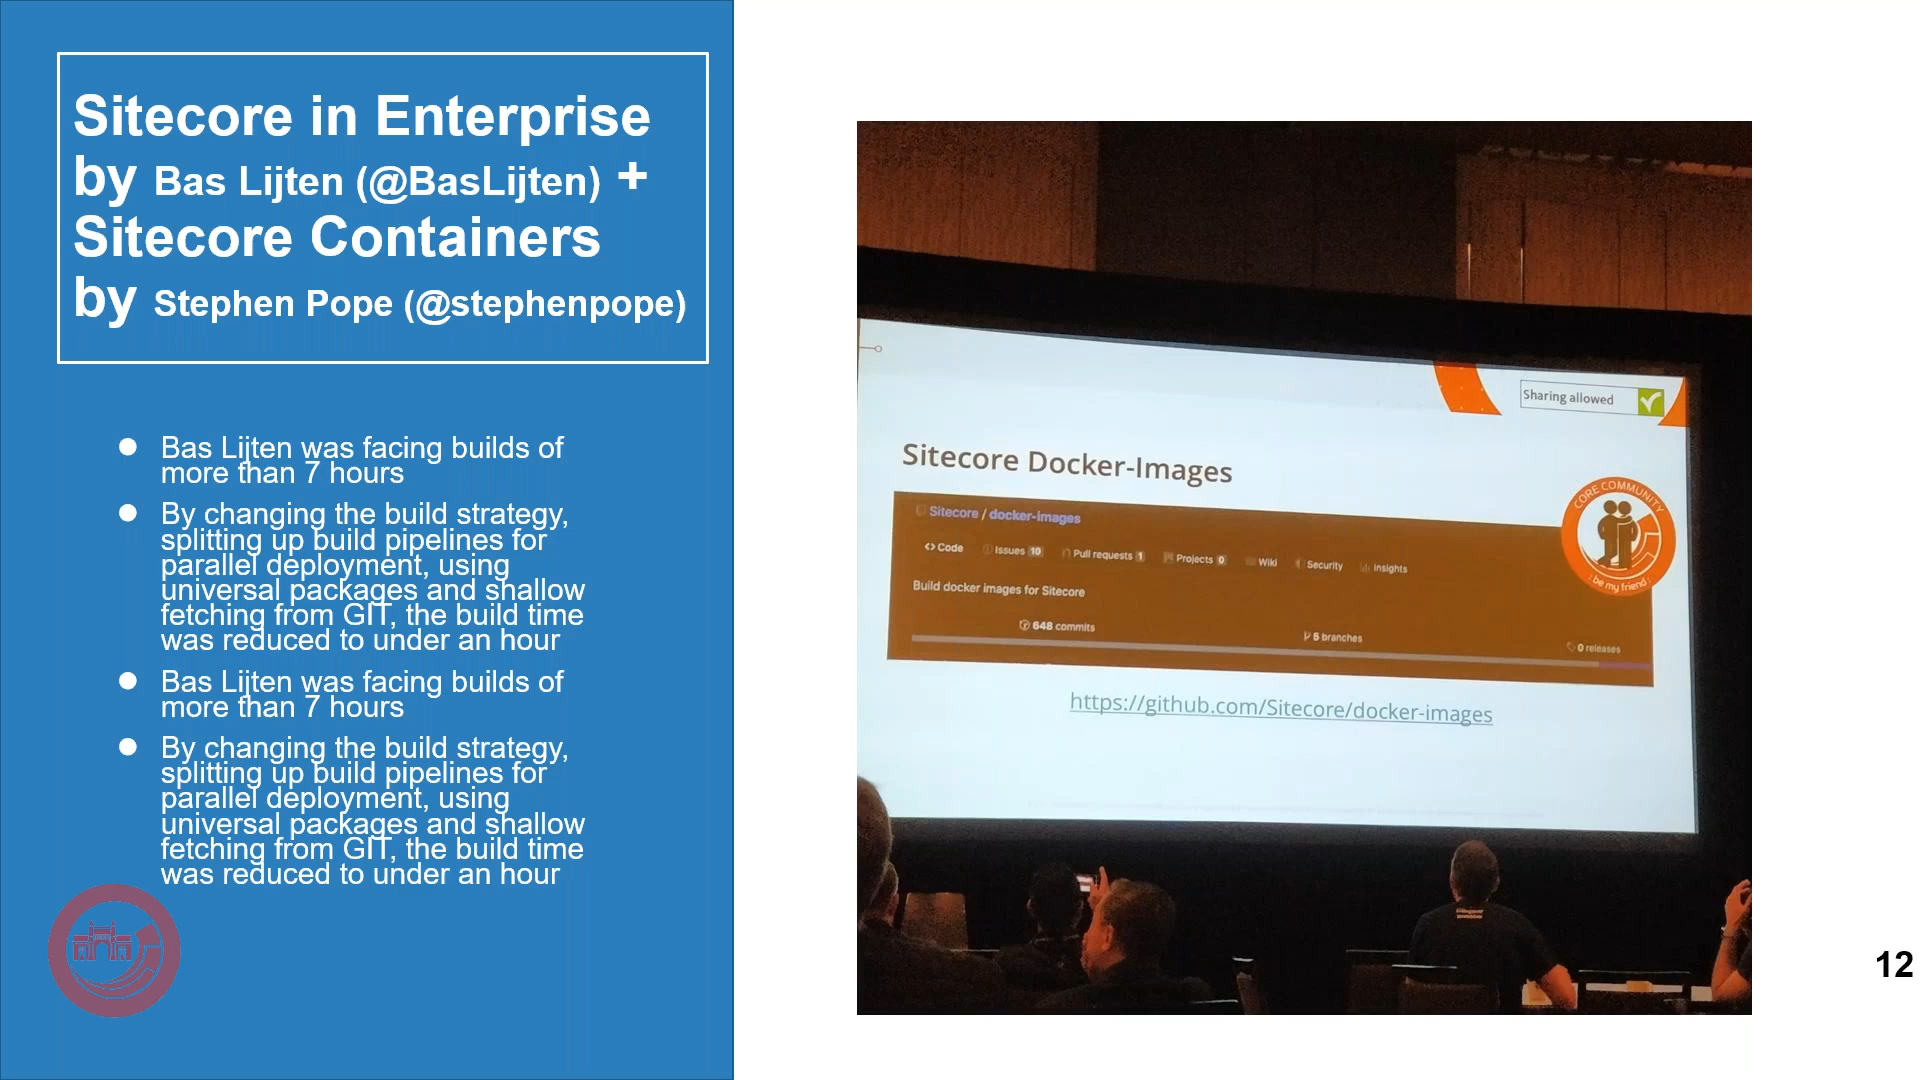 Sitecore in Enterprise
by Bas Lijten (@BasLijten) +
Sitecore Containers
by Stephen Pope (@stephenpope)
● Bas Lijten was facing builds of
more than 7 hours
● By changing the build strategy,
splitting up build pipelines for
parallel deployment, using
universal packages and shallow
fetching from GIT, the build time
was reduced to under an hour
● Bas Lijten was facing builds of
more than 7 hours
● By changing the build strategy,
splitting up build pipelines for
parallel deployment, using
universal packages and shallow
fetching from GIT, the build time
was reduced to under an hour
Sharing allowed
Sitecore Docker-Images
CORE COMMUNITY
be my friend
Sitecore / docker-images
<> Code Issues 10 Pull requests 1 Projects 0 Wiki Security Insights
Build docker images for Sitecore
648 commits 5 branches 0 releases
https://github.com/Sitecore/docker-images
12